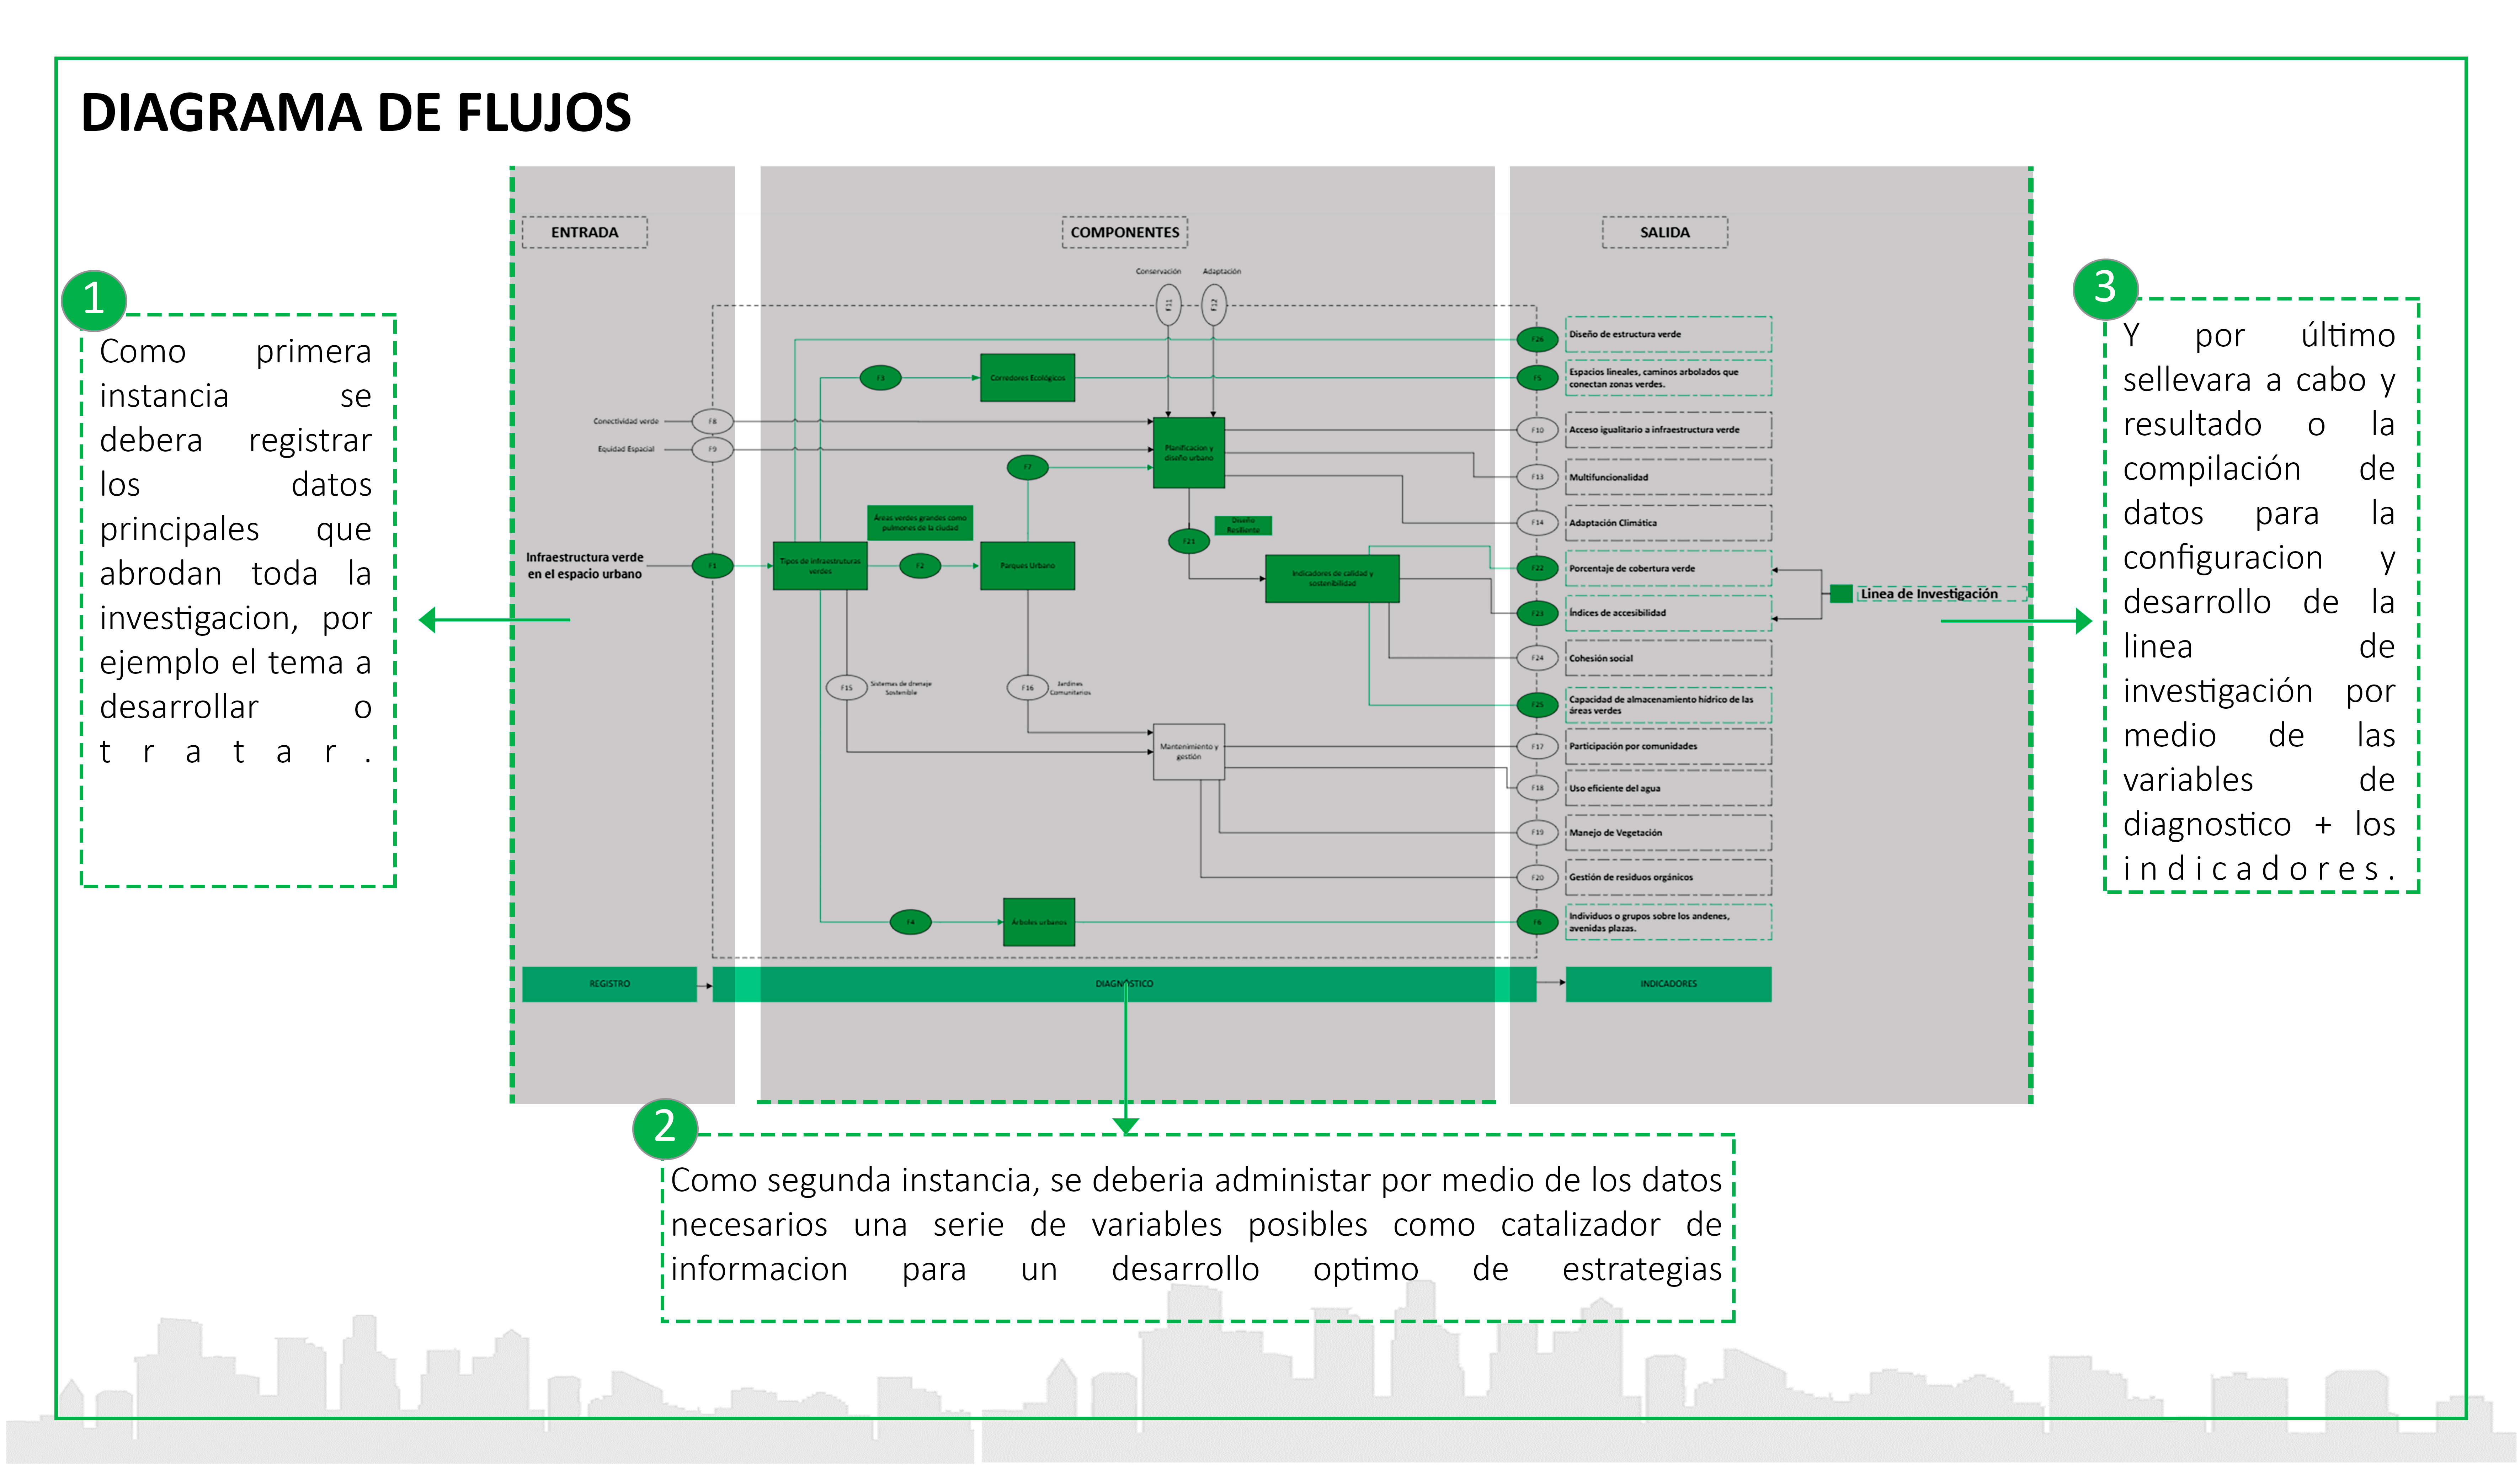 DIAGRAMA DE FLUJOS
ENTRADA
COMPONENTES
SALIDA
1
Como primera
instancia se
debera registrar
los datos
principales que
abrodan toda la
investigacion, por
ejemplo el tema a
desarrollar o
tratar.
Conservación
Adaptación
F11
F12
F26
Diseño de estructura verde
F3
Corredores Ecológicos
F5
Espacios lineales, caminos arbolados que
conectan zonas verdes.
Conectividad verde
F8
Equidad Espacial
F9
Planificacion y
diseño urbano
F10
Acceso igualitario a infraestructura verde
F7
F13
Multifuncionalidad
Áreas verdes grandes como
pulmones de la ciudad
Diseño
Resiliente
F14
Adaptación Climática
F21
Infraestructura verde
en el espacio urbano
F1
Tipos de infraestruturas
verdes
F2
Parques Urbano
Indicadores de calidad y
sostenibilidad
F22
Porcentaje de cobertura verde
F23
Índices de accesibilidad
Linea de Investigación
F24
Cohesión social
F15
Sistemas de drenaje
Sostenible
F16
Jardines
Comunitarios
F25
Capacidad de almacenamiento hídrico de las
áreas verdes
Mantenimiento y
gestión
F17
Participación por comunidades
F18
Uso eficiente del agua
F19
Manejo de Vegetación
F20
Gestión de residuos orgánicos
F4
Árboles urbanos
F6
Individuos o grupos sobre los andenes,
avenidas plazas.
REGISTRO
DIAGNÓSTICO
INDICADORES
3
Y por último
sellevara a cabo y
resultado o la
compilación de
datos para la
configuracion y
desarrollo de la
linea de
investigación por
medio de las
variables de
diagnostico + los
indicadores.
2
Como segunda instancia, se deberia administar por medio de los datos
necesarios una serie de variables posibles como catalizador de
informacion para un desarrollo optimo de estrategias